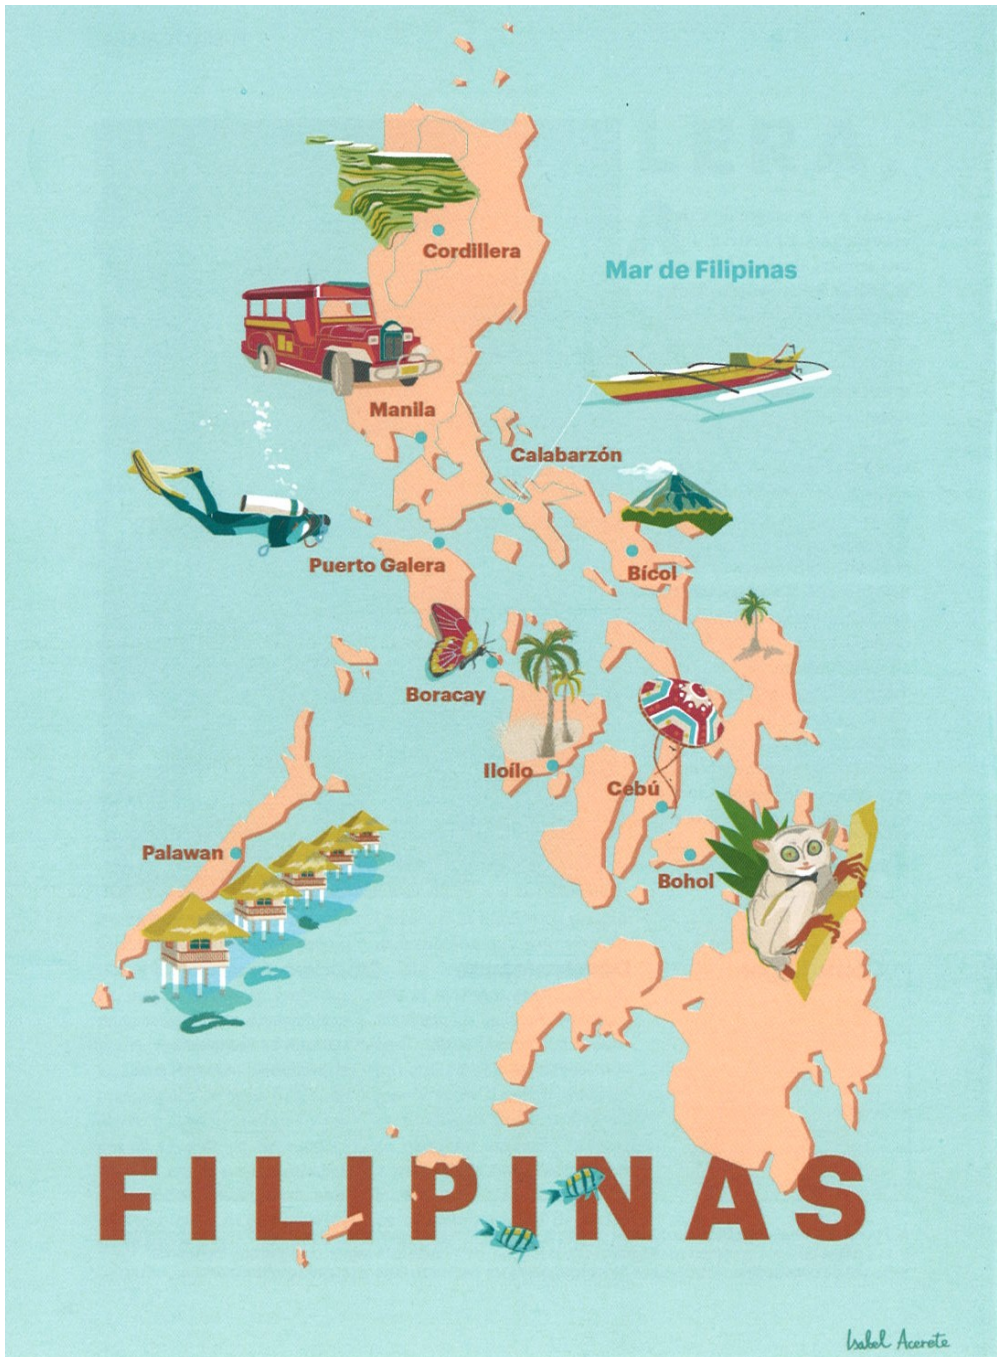 Cordillera
Mar de Filipinas
Manila
Calabarzón
Puerto Galera
Bícol
Boracay
Iloílo
Cebú
Palawan
Bohol
FILIPINAS
Isabel Acerete